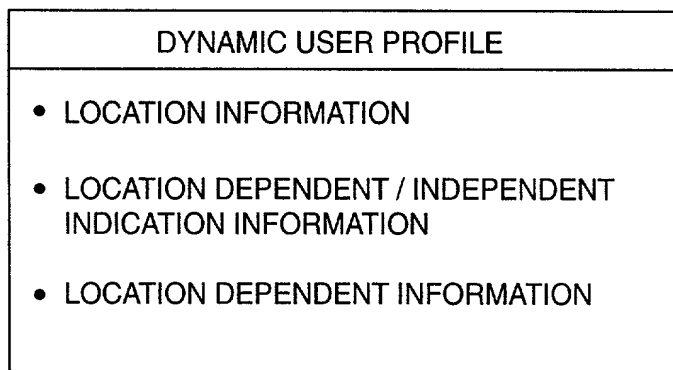 DYNAMIC USER PROFILE
• LOCATION INFORMATION
• LOCATION DEPENDENT / INDEPENDENT
INDICATION INFORMATION
• LOCATION DEPENDENT INFORMATION